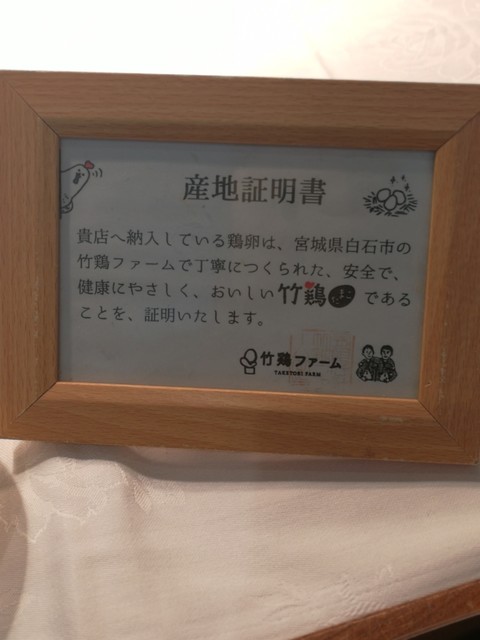 産地証明書
貴店へ納入している鶏卵は、宮城県白石市の
竹鶏ファームで丁寧につくられた、安全で、
健康にやさしく、おいしい竹鶏 である
ことを、証明いたします。
竹鶏ファーム
TAKETORI FARM